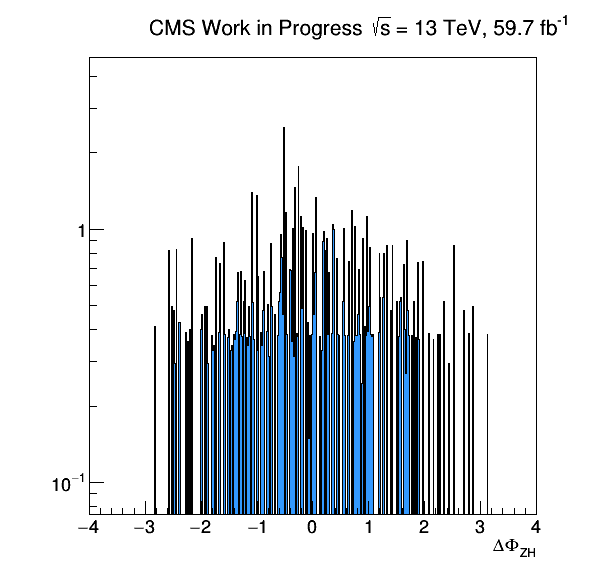 CMS Work in Progress √s = 13 TeV, 59.7 fb⁻¹
1
10⁻¹
−4 −3 −2 −1 0 1 2 3 4
ΔΦ_ZH